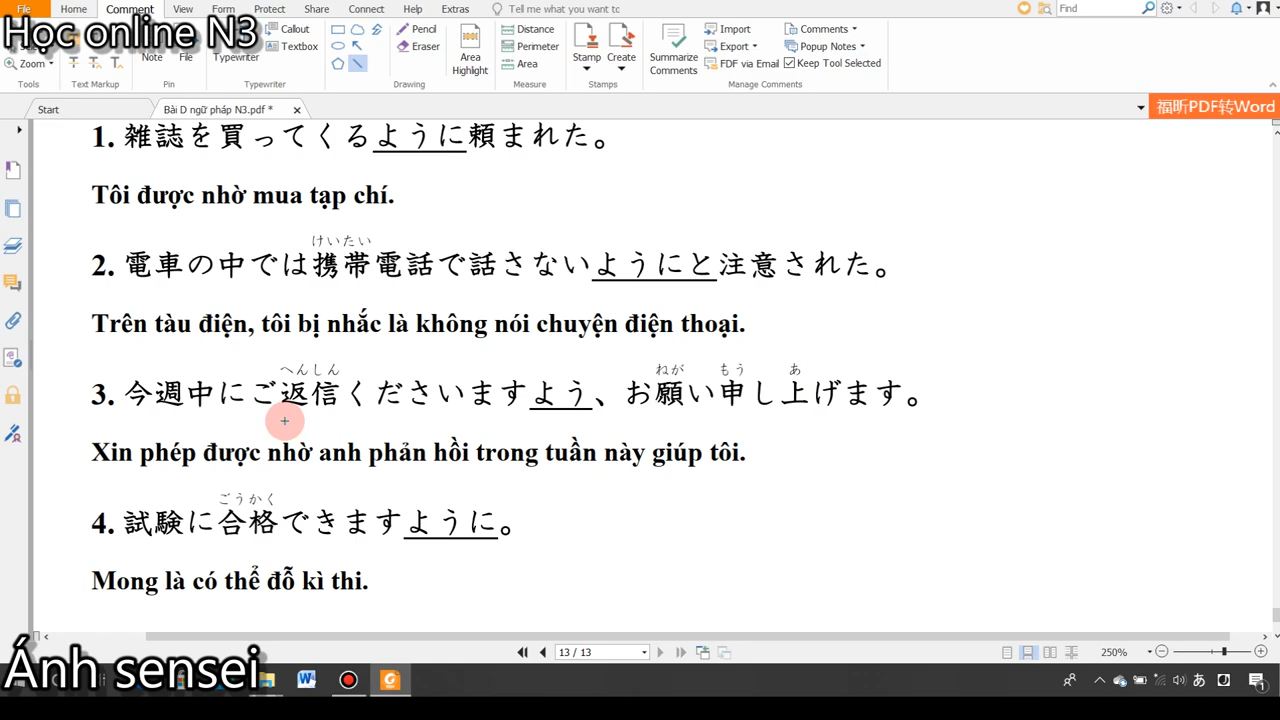 File Home Comment View Form Protect Share Connect Help Extras Tell me what you want to Find
Học online N3
Callout
Textbox
Pencil
Eraser
Distance
Perimeter
Area
Import
Export
FDF via Email
Comments
Popup Notes
Keep Tool Selected
Zoom Note File Typewriter Area Highlight Stamp Create Summarize Comments
Tools Text Markup Pin Typewriter Drawing Measure Stamps Manage Comments
Start Bài D ngữ pháp N3.pdf * 福昕PDF转Word
1. 雑誌を買ってくるように頼まれた。
Tôi được nhờ mua tạp chí.
けいたい
2. 電車の中では携帯電話で話さないようにと注意された。
Trên tàu điện, tôi bị nhắc là không nói chuyện điện thoại.
へんしん ねが もう あ
3. 今週中にご返信くださいますよう、お願い申し上げます。
Xin phép được nhờ anh phản hồi trong tuần này giúp tôi.
ごうかく
4. 試験に合格できますように。
Mong là có thể đỗ kì thi.
13 / 13 250%
Ánh sensei
あ